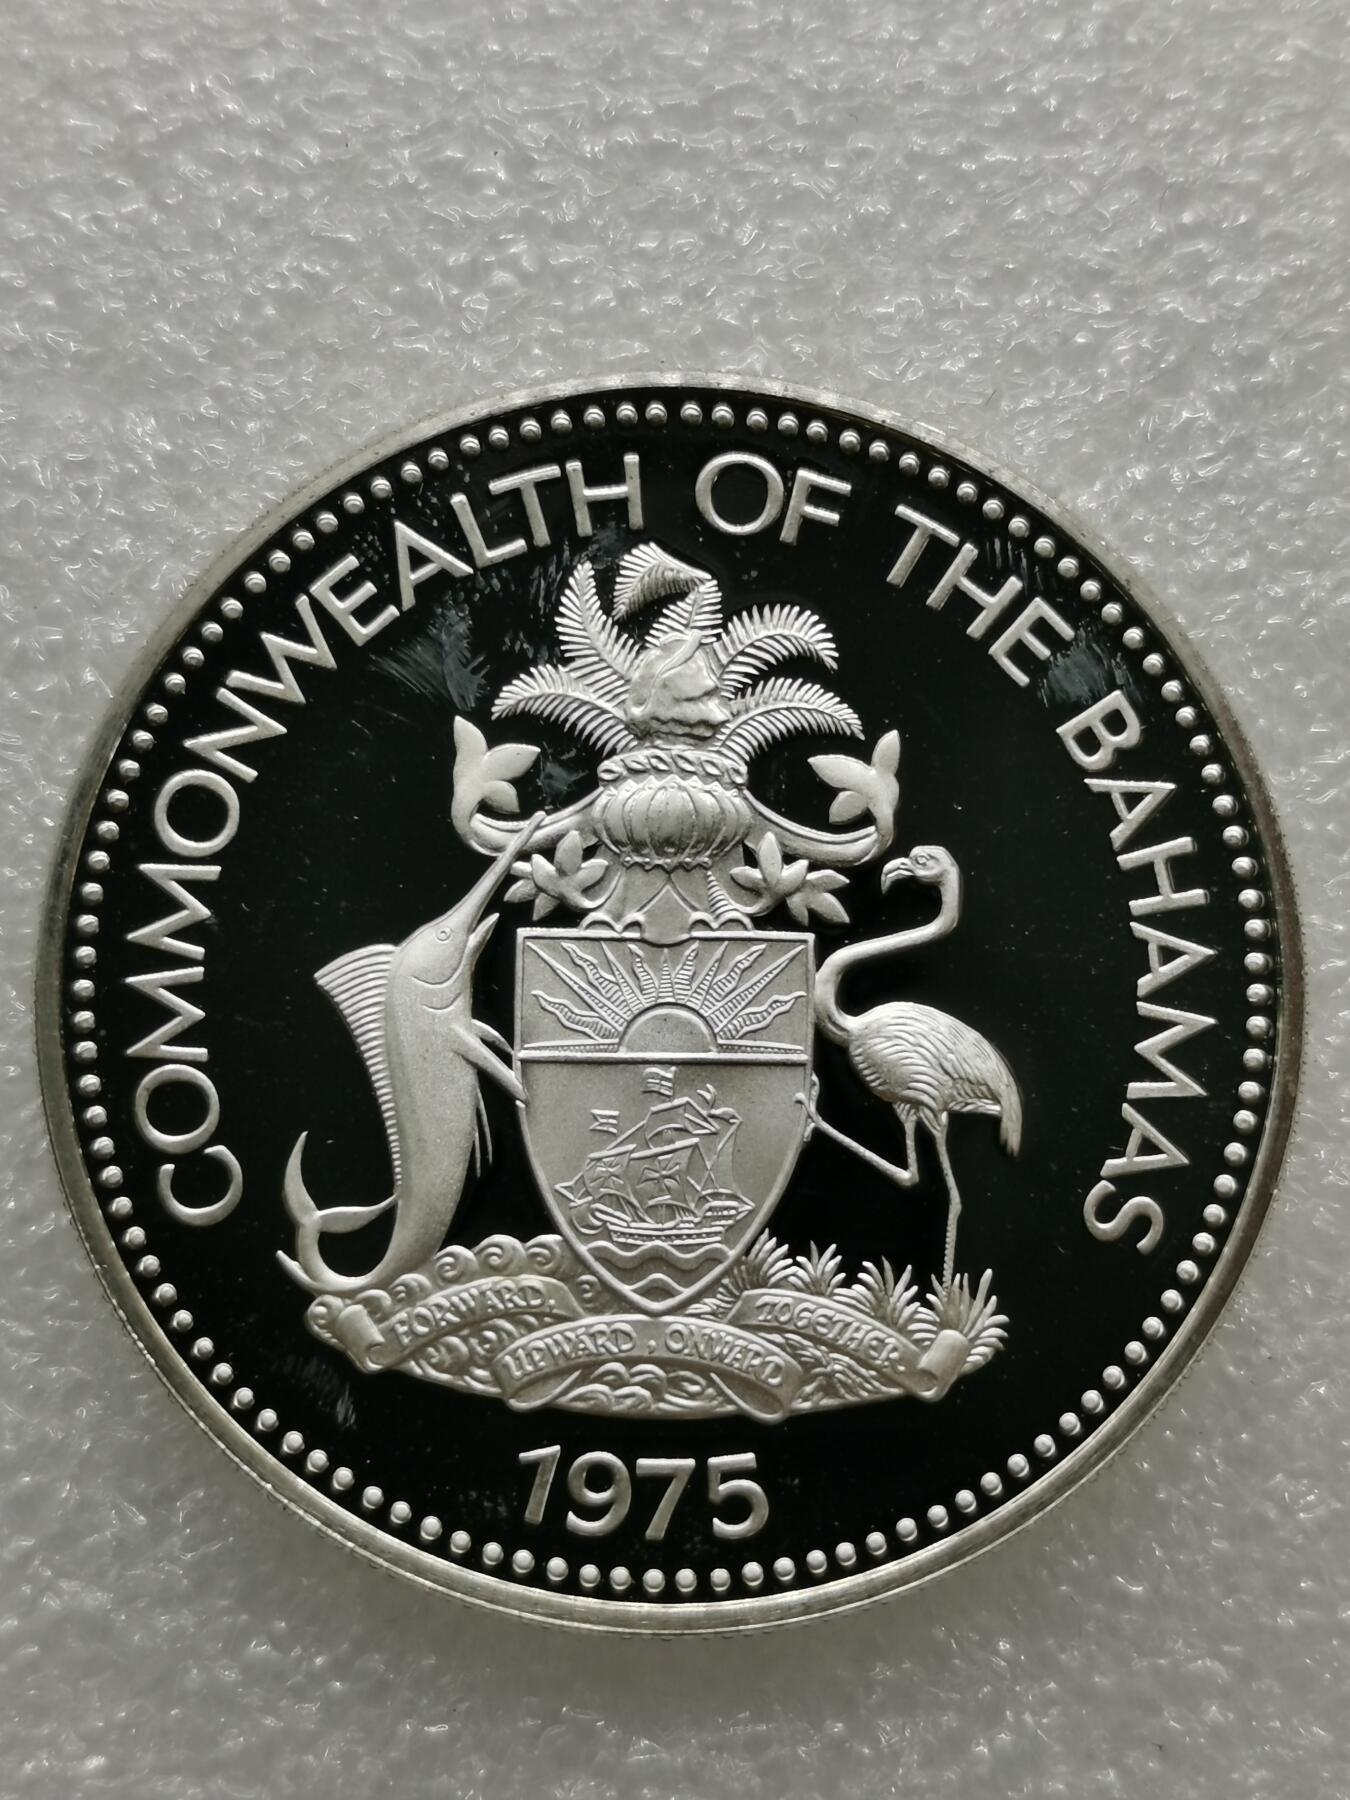 COMMONWEALTH OF THE BAHAMAS
FORWARD,
UPWARD, ONWARD
TOGETHER
1975